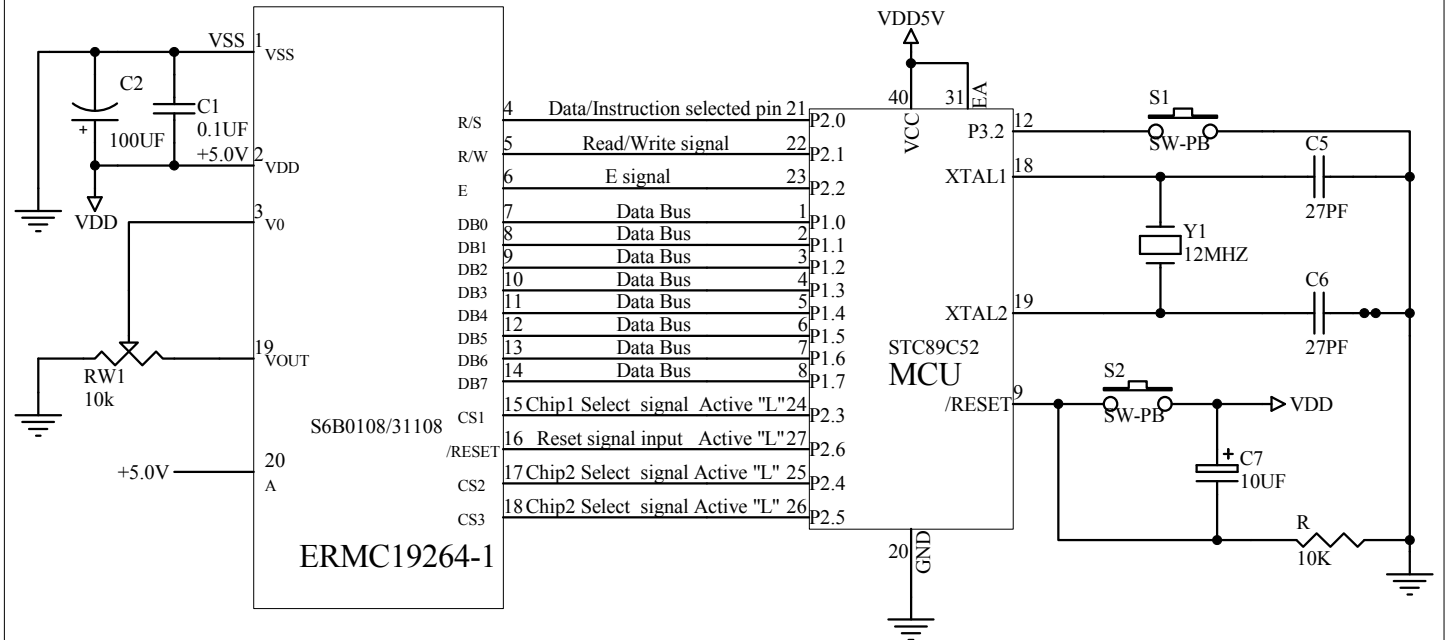 VDD5V
VSS 1
VSS
C2
100UF
+
C1
0.1UF
+5.0V 2
VDD
VDD
3
V0
19
VOUT
RW1
10k
S6B0108/31108
+5.0V
20
A
ERMC19264-1
R/S 4 Data/Instruction selected pin 21 P2.0
R/W 5 Read/Write signal 22 P2.1
E 6 E signal 23 P2.2
DB0 7 Data Bus 1 P1.0
DB1 8 Data Bus 2 P1.1
DB2 9 Data Bus 3 P1.2
DB3 10 Data Bus 4 P1.3
DB4 11 Data Bus 5 P1.4
DB5 12 Data Bus 6 P1.5
DB6 13 Data Bus 7 P1.6
DB7 14 Data Bus 8 P1.7
CS1 15 Chip1 Select signal Active "L" 24 P2.3
/RESET 16 Reset signal input Active "L" 27 P2.6
CS2 17 Chip2 Select signal Active "L" 25 P2.4
CS3 18 Chip2 Select signal Active "L" 26 P2.5
40
VCC
31
EA
P3.2 12
XTAL1 18
XTAL2 19
STC89C52
MCU
/RESET 9
20
GND
S1
SW-PB
C5
27PF
Y1
12MHZ
C6
27PF
S2
SW-PB
VDD
+ C7
10UF
R
10K